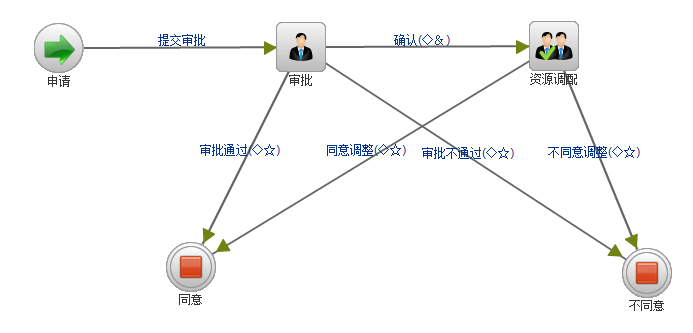 提交审批
确认(◇&)
申请
审批
资源调配
审批通过(◇☆)
同意调整(◇☆)
审批不通过(◇☆)
不同意调整(◇☆)
同意
不同意